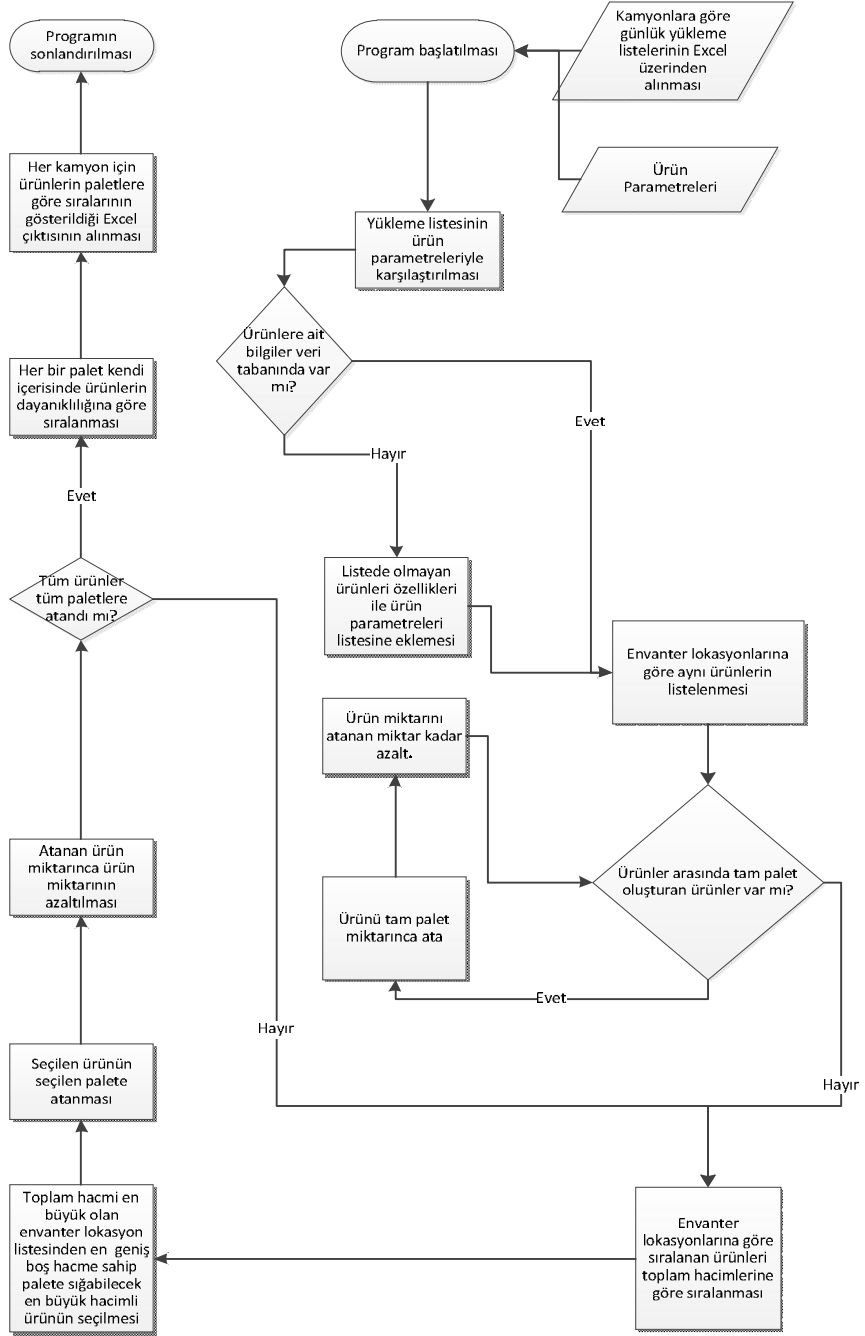 Programın
sonlandırılması
Program başlatılması
Kamyonlara göre
günlük yükleme
listelerinin Excel
üzerinden
alınması
Ürün
Parametreleri
Her kamyon için
ürünlerin paletlere
göre sıralarının
gösterildiği Excel
çıktısının alınması
Yükleme listesinin
ürün
parametreleriyle
karşılaştırılması
Ürünlere ait
bilgiler veri
tabanında var
mı?
Her bir palet kendi
içerisinde ürünlerin
dayanıklılığına göre
sıralanması
Evet
Hayır
Evet
Tüm ürünler
tüm paletlere
atandı mı?
Listede olmayan
ürünleri özellikleri
ile ürün
parametreleri
listesine eklemesi
Envanter lokasyonlarına
göre aynı ürünlerin
listelenmesi
Ürün miktarını
atanan miktar kadar
azalt.
Atanan ürün
miktarınca ürün
miktarının
azaltılması
Ürünü tam palet
miktarınca ata
Ürünler arasında tam palet
oluşturan ürünler var mı?
Evet
Hayır
Hayır
Seçilen ürünün
seçilen palete
atanması
Toplam hacmi en
büyük olan
envanter lokasyon
listesinden en geniş
boş hacme sahip
palete sığabilecek
en büyük hacimli
ürünün seçilmesi
Envanter
lokasyonlarına göre
sıralanan ürünleri
toplam hacimlerine
göre sıralanması